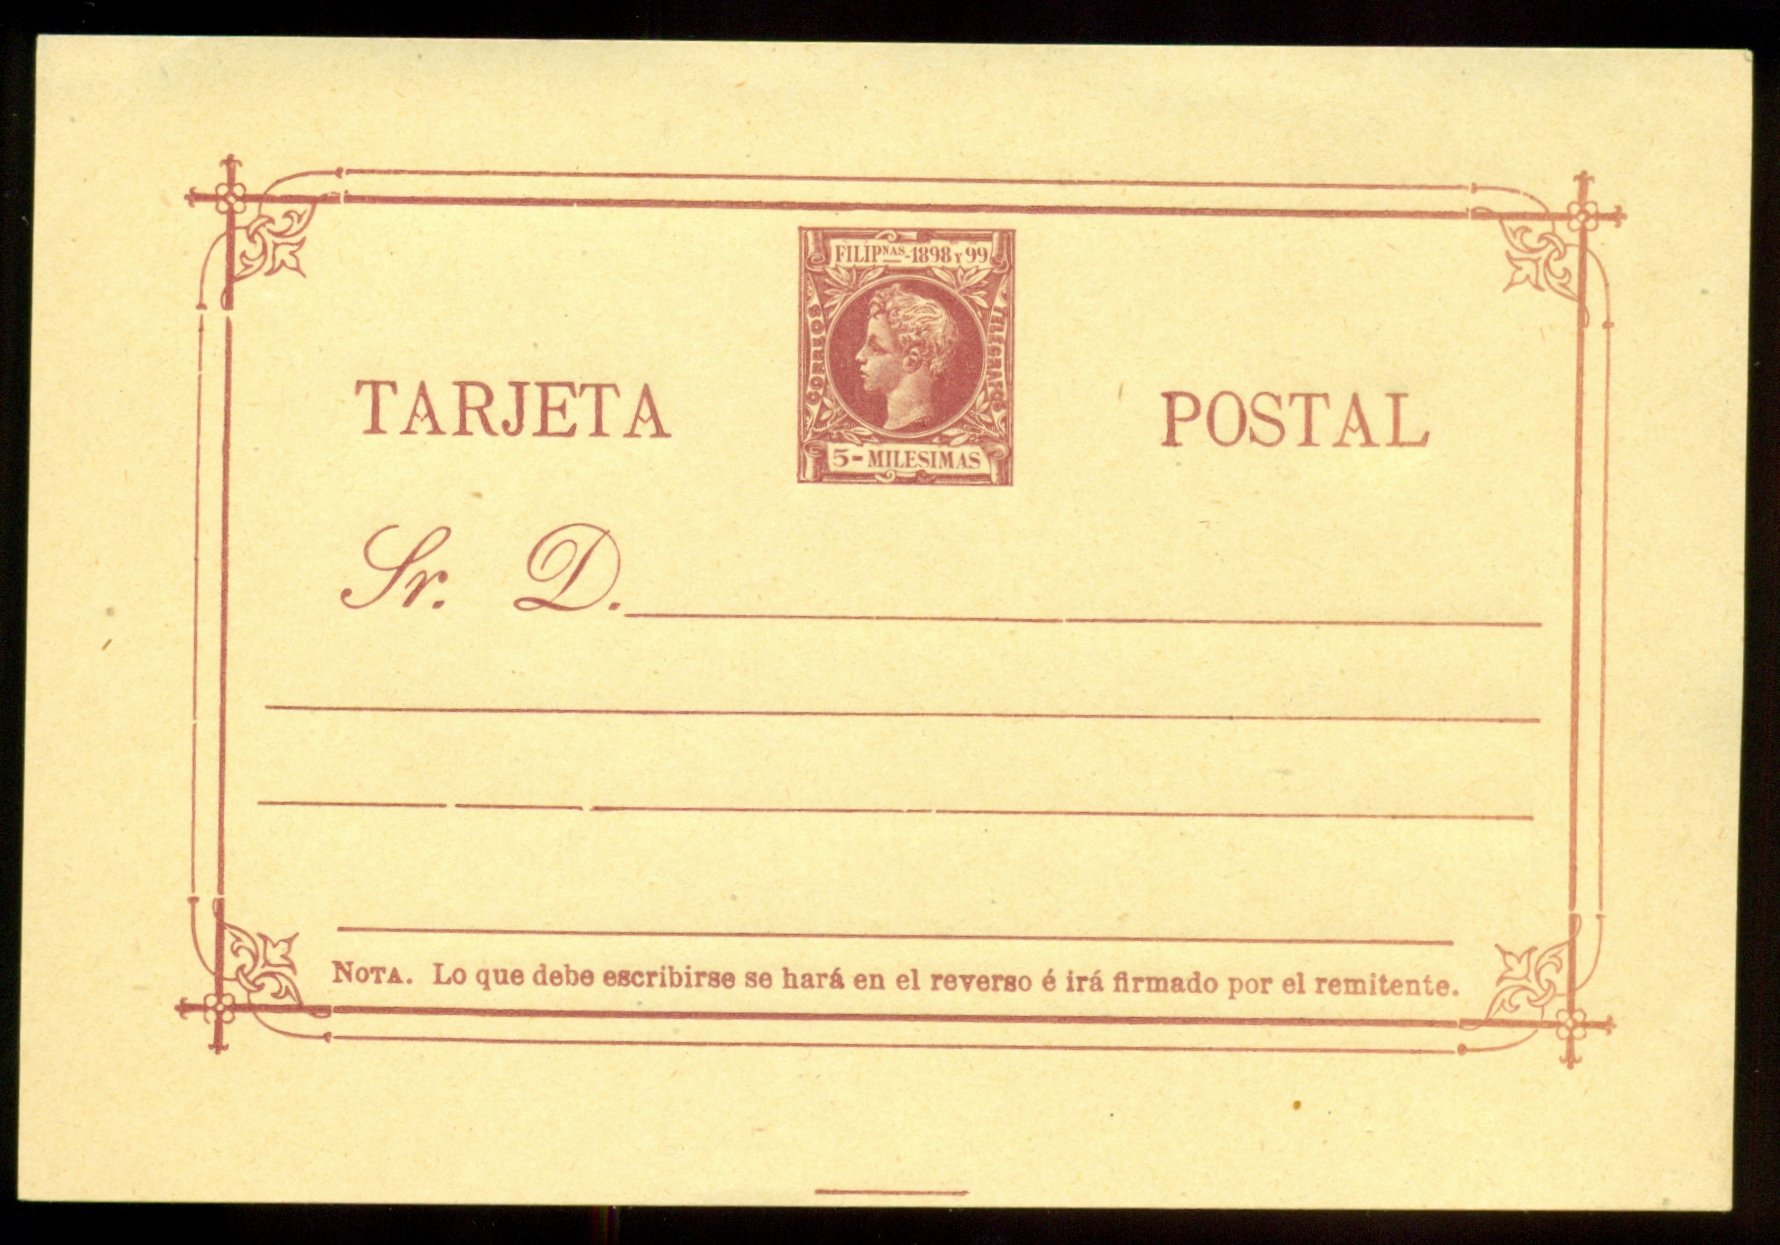 FILIPNAS-1898 Y 99
CORREOS
TELEGRAFOS
5-MILESIMAS
TARJETA POSTAL
Sr. D.
NOTA. Lo que debe escribirse se hará en el reverso é irá firmado por el remitente.